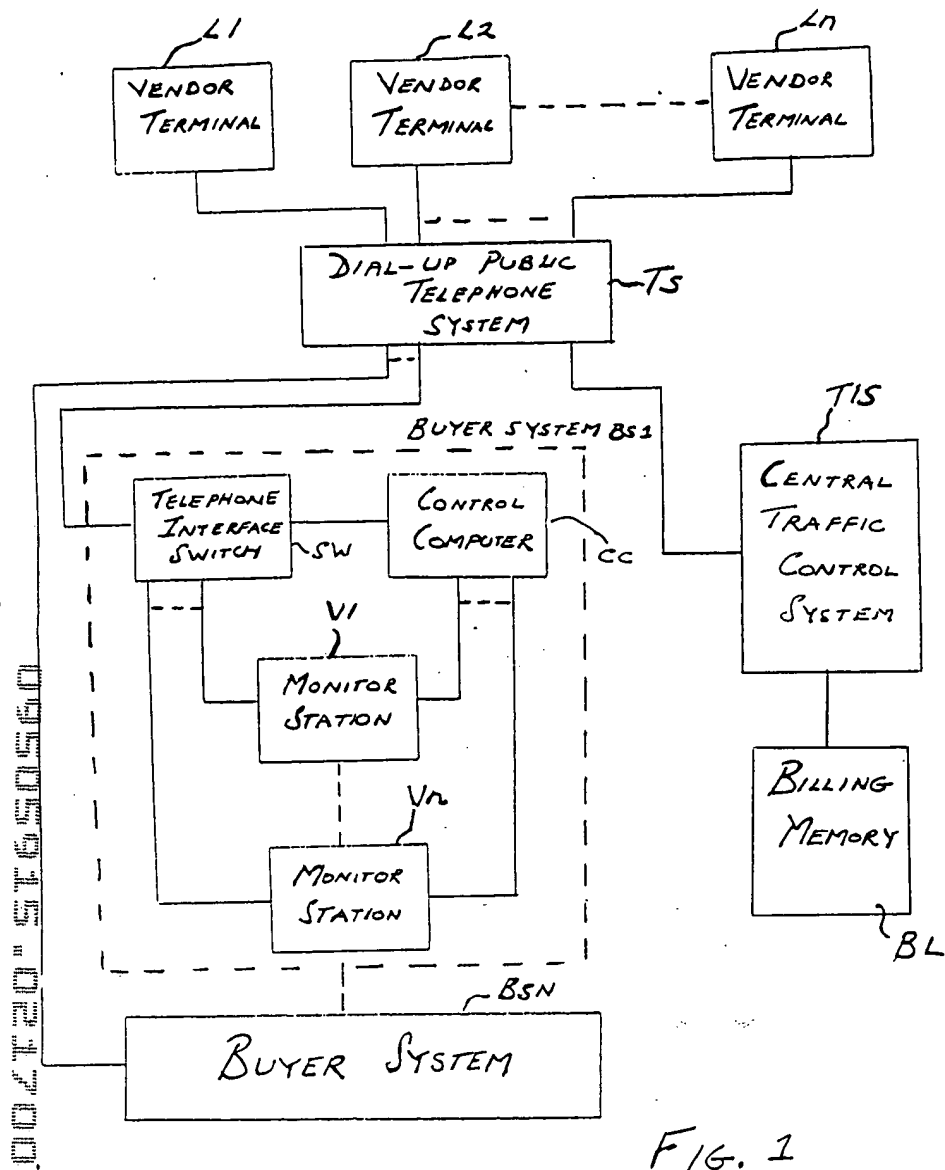 L1
L2
Ln
VENDOR
TERMINAL
VENDOR
TERMINAL
VENDOR
TERMINAL
DIAL-UP PUBLIC
TELEPHONE
SYSTEM
TS
BUYER SYSTEM BS1
TIS
TELEPHONE
INTERFACE
SWITCH
SW
CONTROL
COMPUTER
CC
CENTRAL
TRAFFIC
CONTROL
SYSTEM
V1
MONITOR
STATION
Vn
MONITOR
STATION
BILLING
MEMORY
BL
BSN
BUYER SYSTEM
FIG. 1